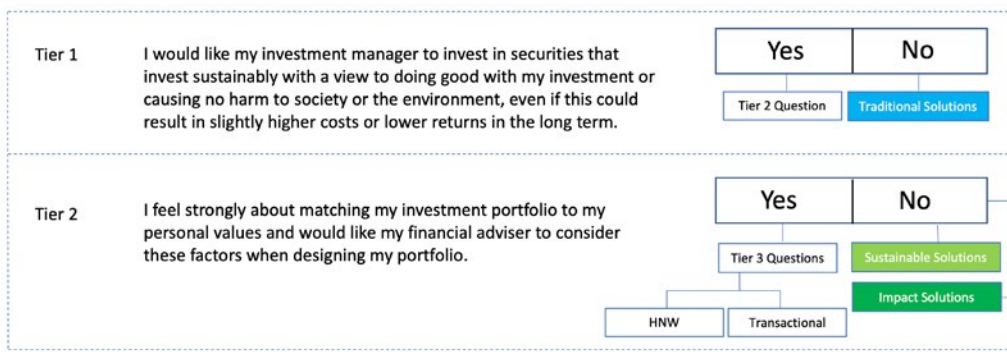 Tier 1
I would like my investment manager to invest in securities that
invest sustainably with a view to doing good with my investment or
causing no harm to society or the environment, even if this could
result in slightly higher costs or lower returns in the long term.
Yes
No
Tier 2 Question
Traditional Solutions
Tier 2
I feel strongly about matching my investment portfolio to my
personal values and would like my financial adviser to consider
these factors when designing my portfolio.
Yes
No
Tier 3 Questions
Sustainable Solutions
Impact Solutions
HNW
Transactional